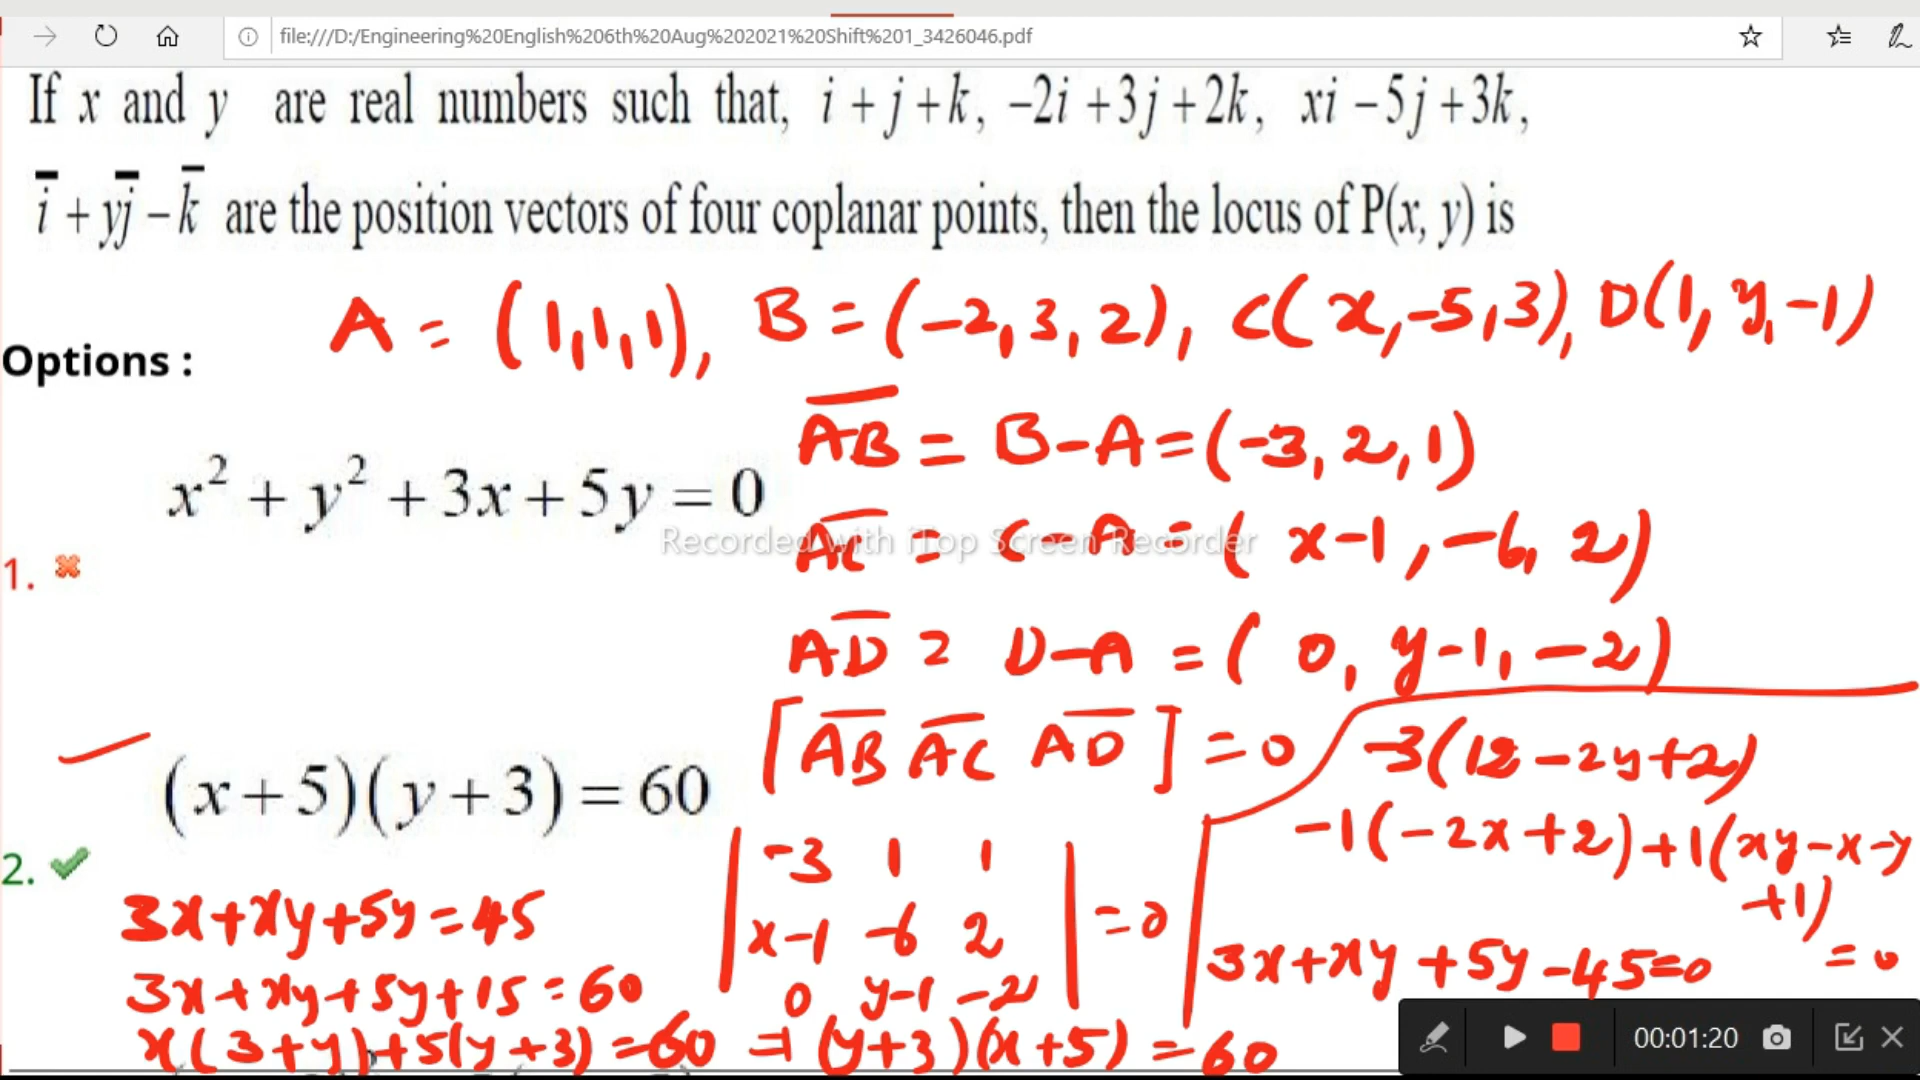 file:///D:/Engineering%20English%206th%20Aug%202021%20Shift%201_3426046.pdf
If x and y are real numbers such that, i + j + k, -2i + 3j + 2k, xi - 5j + 3k,
i̅ + yj̅ - k̅ are the position vectors of four coplanar points, then the locus of P(x, y) is
A = (1,1,1), B = (-2, 3, 2), C(x, -5, 3), D(1, y, -1)
Options :
A̅B̅ = B-A = (-3, 2, 1)
x² + y² + 3x + 5y = 0
Recorded with iTop Screen Recorder
A̅C̅ = C-A = (x-1, -6, 2)
1.
A̅D̅ = D-A = (0, y-1, -2)
[A̅B̅ A̅C̅ A̅D̅] = 0
-3(12-2y+2)
(x+5)(y+3) = 60
-1(-2x+2)+1(xy-x-y
+1)
= 0
2.
-3 1 1
x-1 -6 2 = 0
0 y-1 -2
3x+xy+5y-45=0
3x+xy+5y=45
3x+xy+5y+15=60
x(3+y)+5(y+3)=60 ⇒ (y+3)(x+5)=60
00:01:20